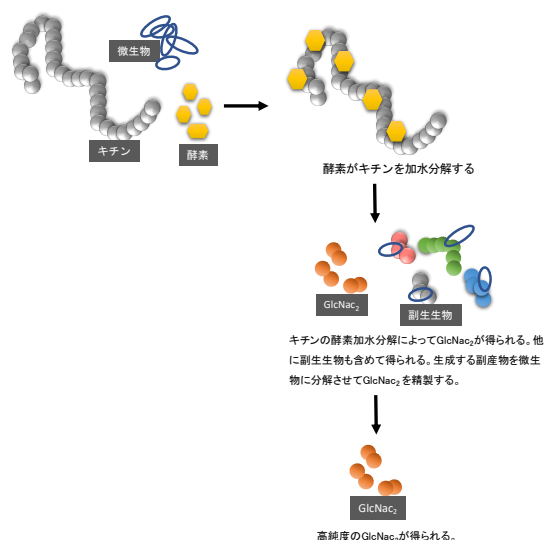 微生物
キチン
酵素
酵素がキチンを加水分解する
GlcNac₂
副生生物
キチンの酵素加水分解によってGlcNac₂が得られる。他
に副生生物も含めて得られる。生成する副産物を微生
物に分解させてGlcNac₂を精製する。
GlcNac₂
高純度のGlcNac₂が得られる。